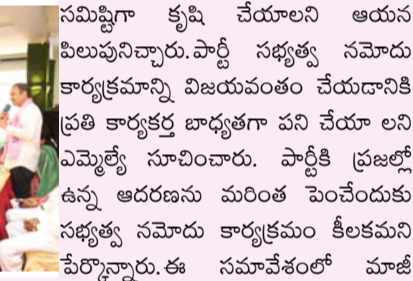 సమిష్టిగా కృషి చేయాలని ఆయన
పిలుపునిచ్చారు. పార్టీ సభ్యత్వ నమోదు
కార్యక్రమాన్ని విజయవంతం చేయడానికి
ప్రతి కార్యకర్త బాధ్యతగా పని చేయా లని
ఎమ్మెల్యే సూచించారు. పార్టీకి ప్రజల్లో
ఉన్న ఆదరణను మరింత పెంచేందుకు
సభ్యత్వ నమోదు కార్యక్రమం కీలకమని
పేర్కొన్నారు. ఈ సమావేశంలో మాజీ